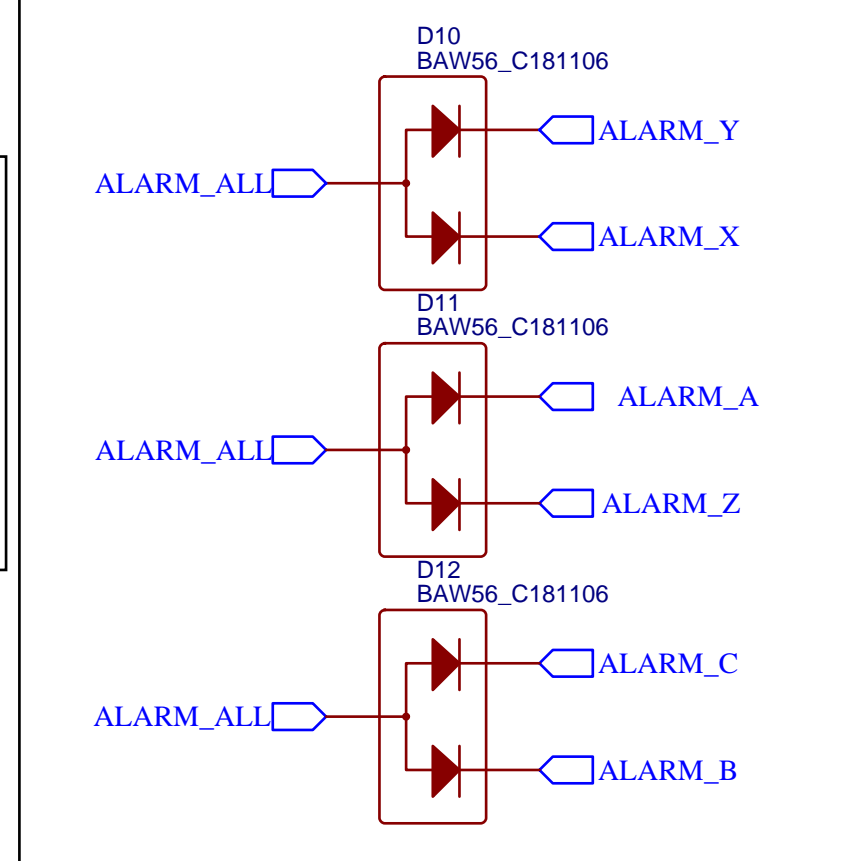 D10
BAW56_C181106
ALARM_Y
ALARM_ALL
ALARM_X
D11
BAW56_C181106
ALARM_A
ALARM_ALL
ALARM_Z
D12
BAW56_C181106
ALARM_C
ALARM_ALL
ALARM_B